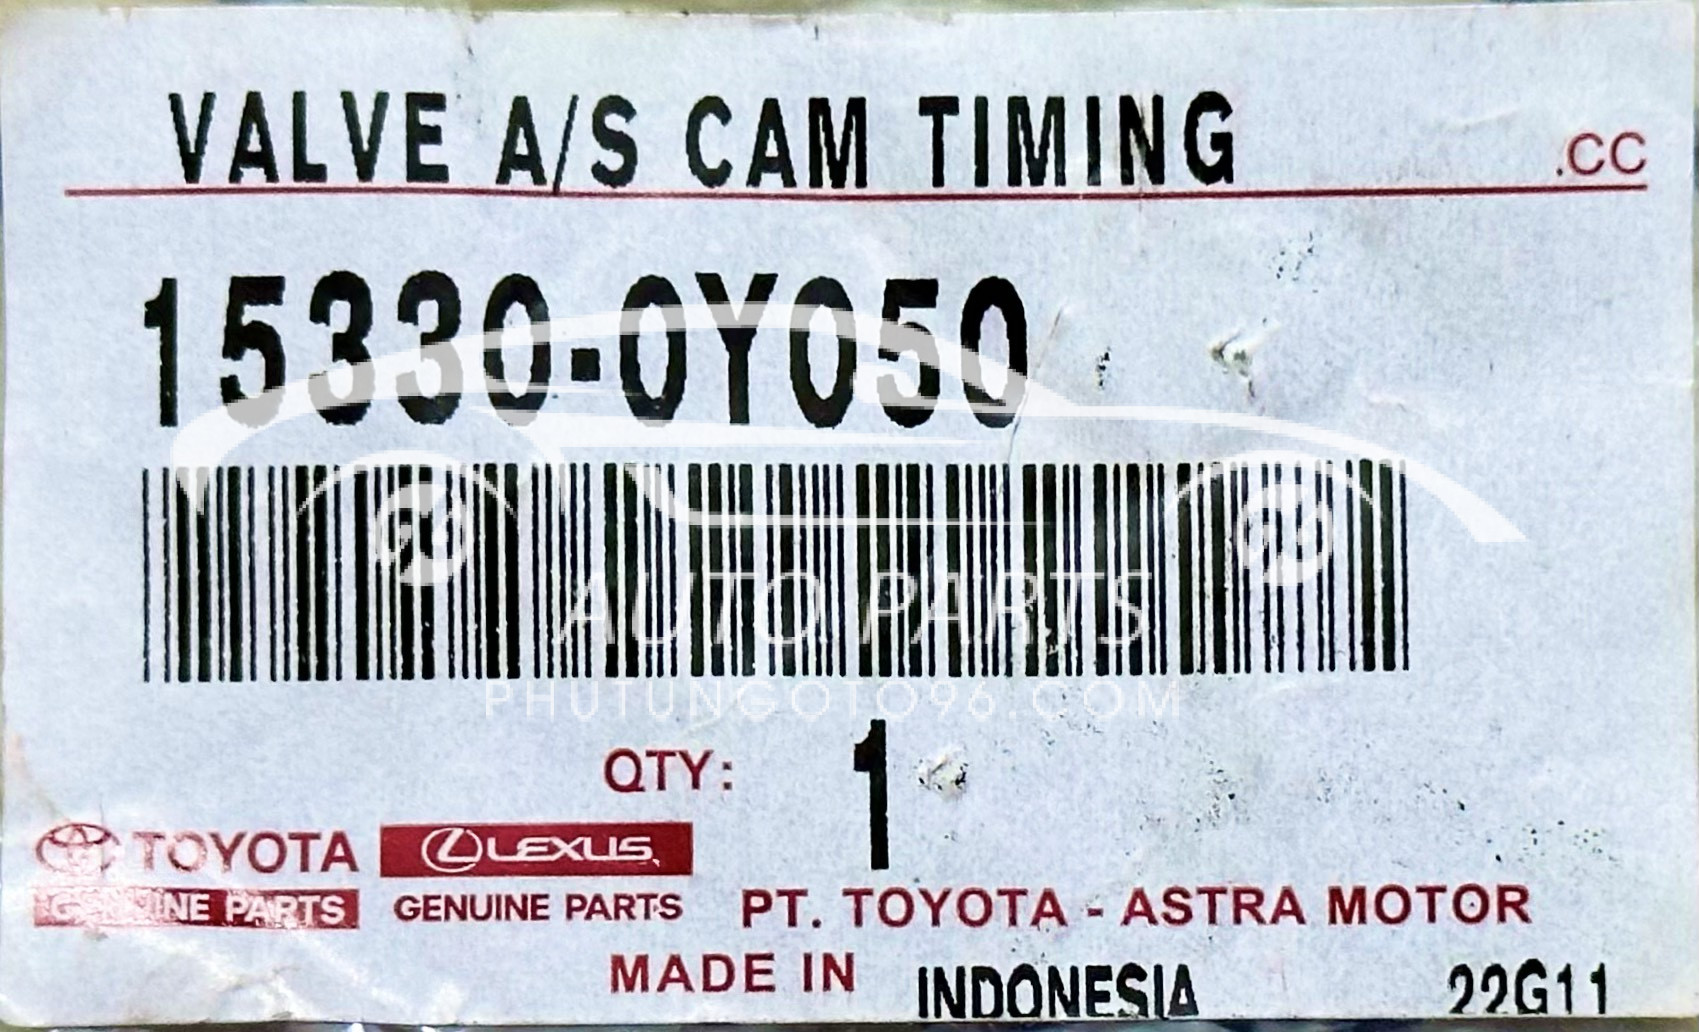 VALVE A/S CAM TIMING
.CC
15330-0Y050
AUTO PARTS
PHUTUNGOTO96.COM
QTY: 1
TOYOTA LEXUS
GENUINE PARTS GENUINE PARTS PT. TOYOTA - ASTRA MOTOR
MADE IN INDONESIA 22G11